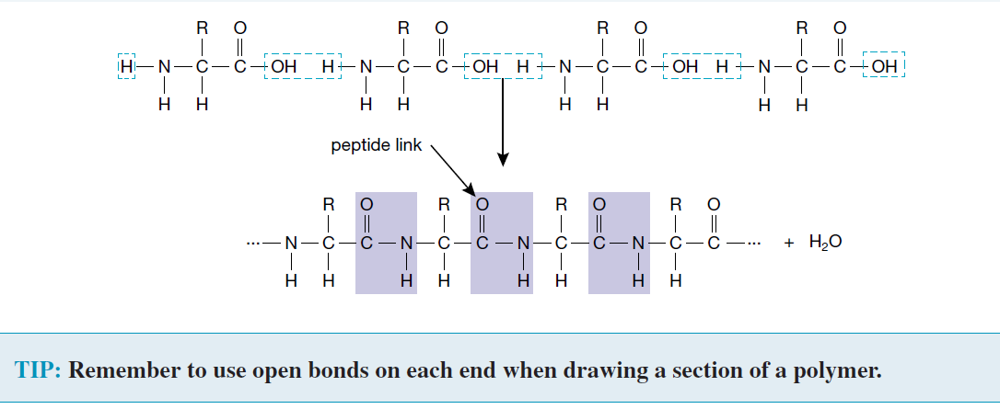 R O R O R O R O
H N C C OH H N C C OH H N C C OH H N C C OH
H H H H H H H H
peptide link
R O R O R O R O
... N C C N C C N C C N C C ... + H₂O
H H H H H H H H
TIP: Remember to use open bonds on each end when drawing a section of a polymer.